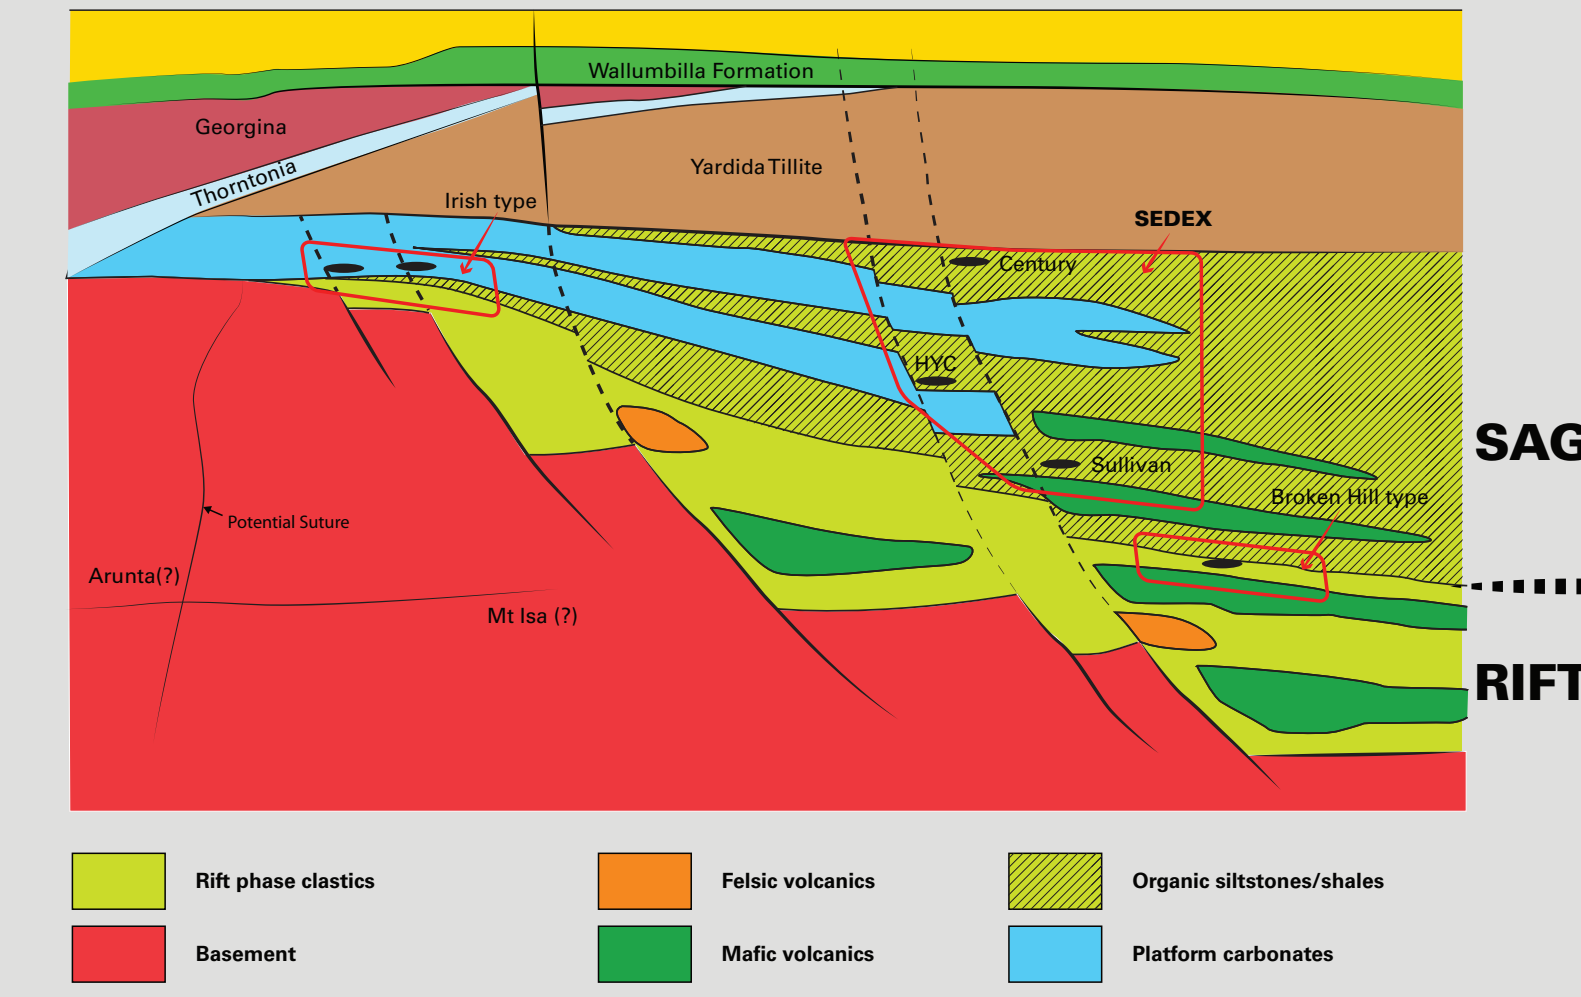 Wallumbilla Formation
Georgina
Thorntonia
Yardida Tillite
Irish type
SEDEX
Century
HYC
SAG
Sullivan
Broken Hill type
Potential Suture
Arunta(?)
Mt Isa (?)
RIFT
Rift phase clastics
Felsic volcanics
Organic siltstones/shales
Basement
Mafic volcanics
Platform carbonates